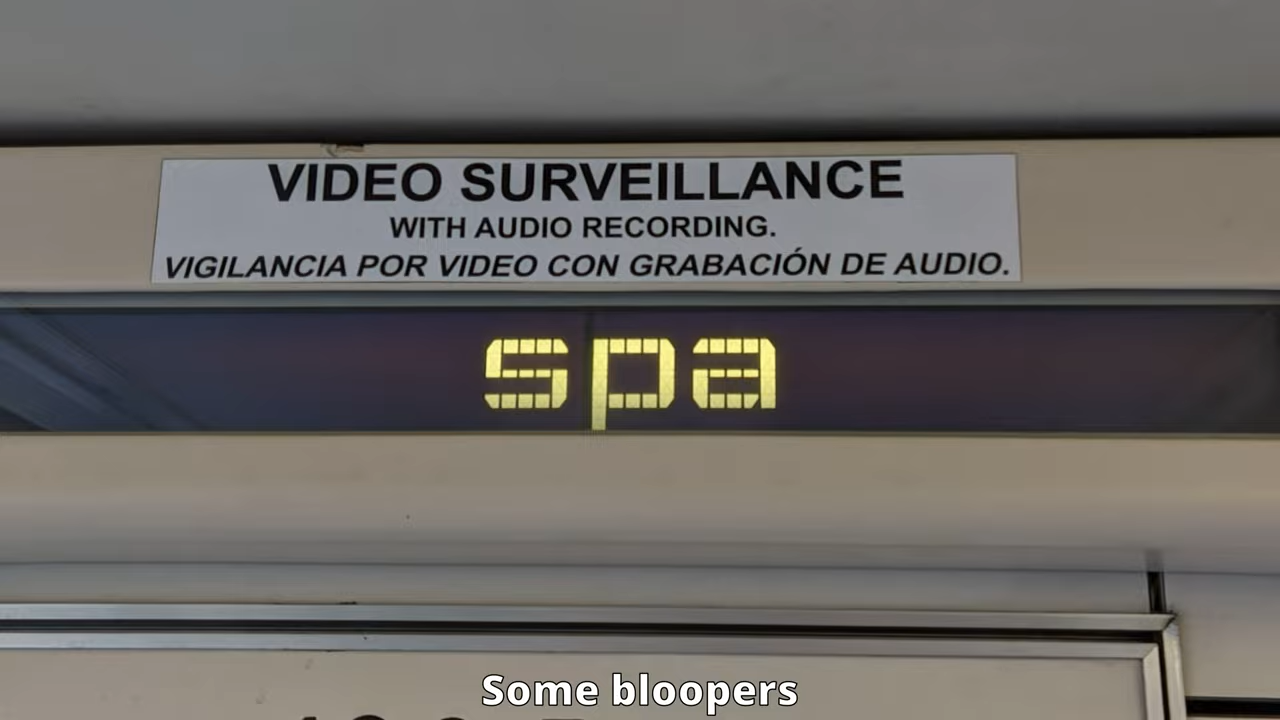 VIDEO SURVEILLANCE
WITH AUDIO RECORDING.
VIGILANCIA POR VIDEO CON GRABACIÓN DE AUDIO.
spa
Some bloopers